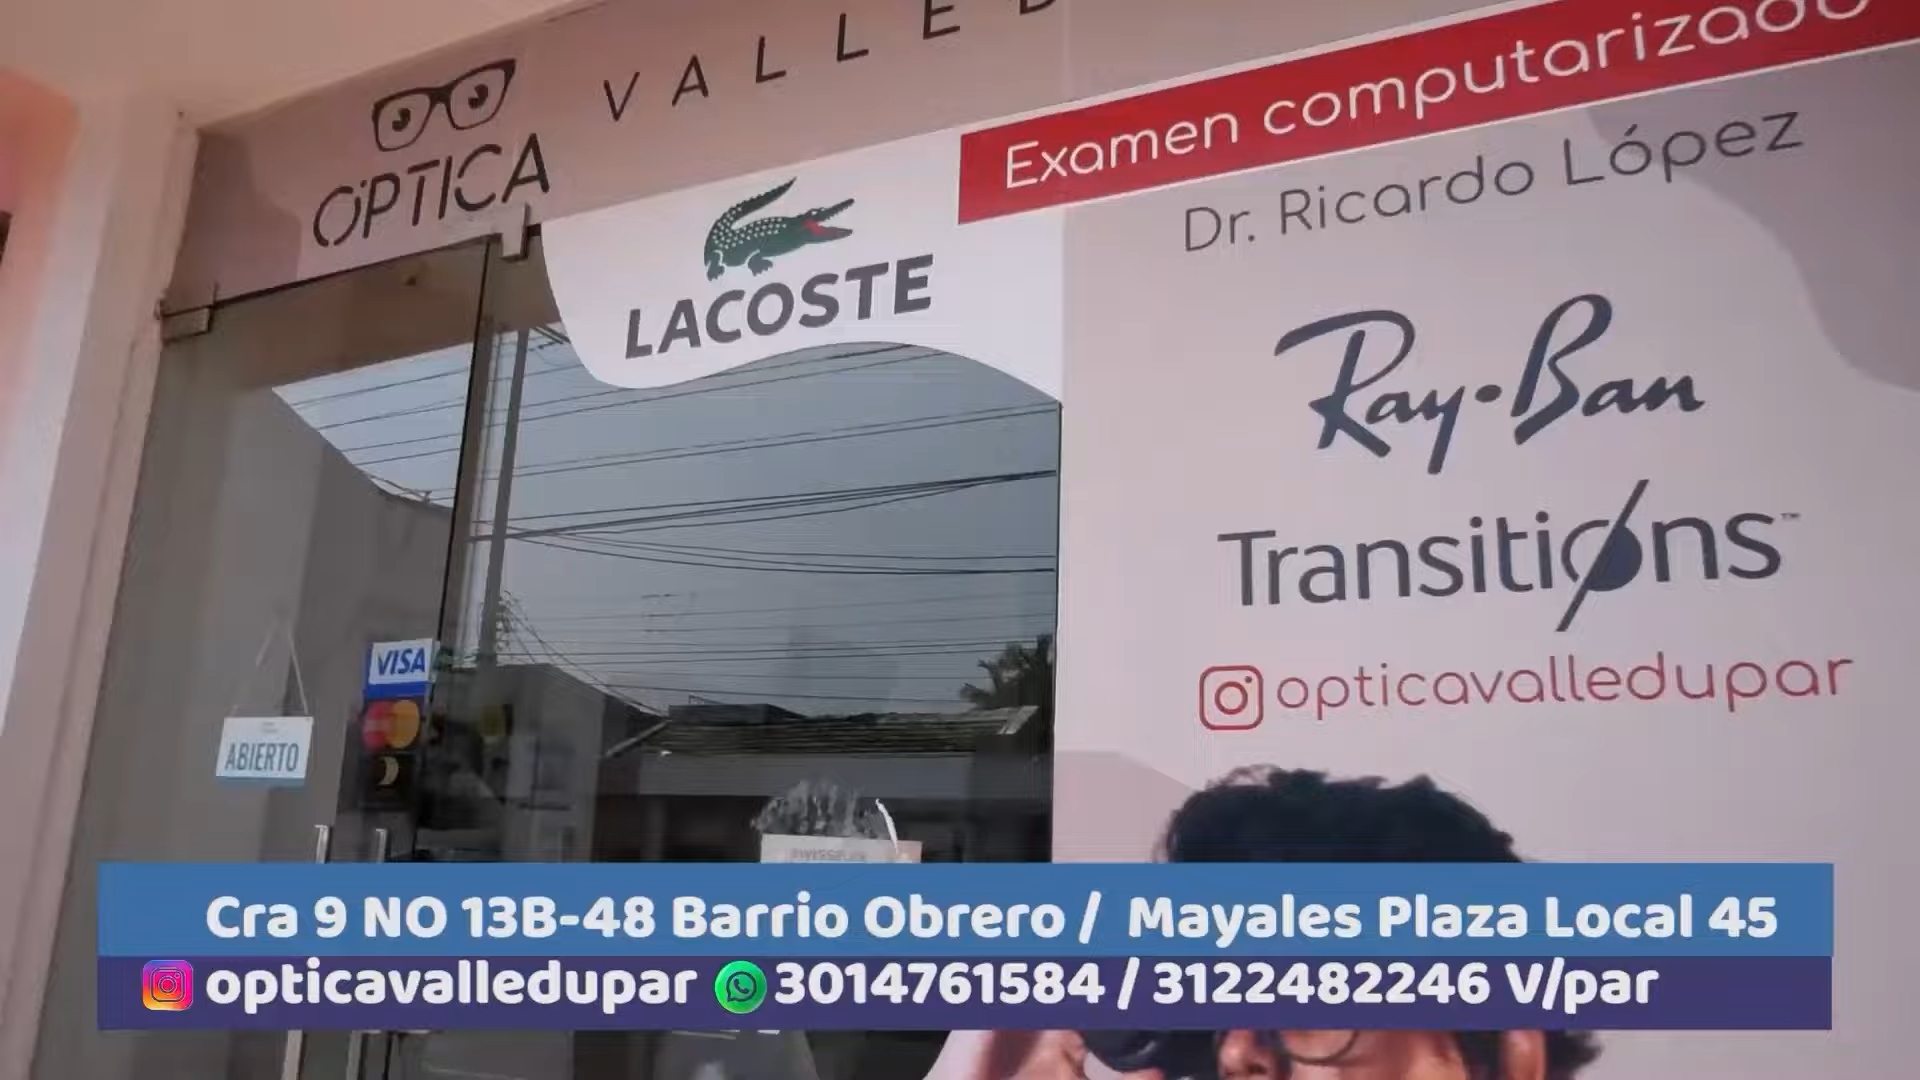 ÓPTICA
VALLED
Examen computarizado
Dr. Ricardo López
LACOSTE
Ray-Ban
Transitions™
opticavalledupar
VISA
ABIERTO
Cra 9 NO 13B-48 Barrio Obrero / Mayales Plaza Local 45
opticavalledupar 3014761584 / 3122482246 V/par